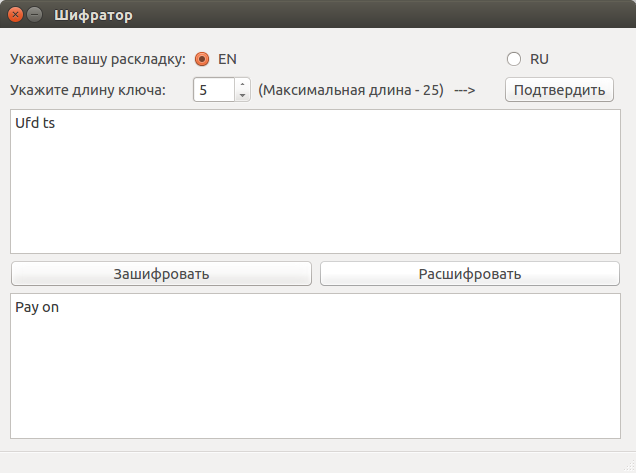 Шифратор
Укажите вашу раскладку: EN RU
Укажите длину ключа: 5 (Максимальная длина - 25) ---> Подтвердить
Ufd ts
Зашифровать Расшифровать
Pay on